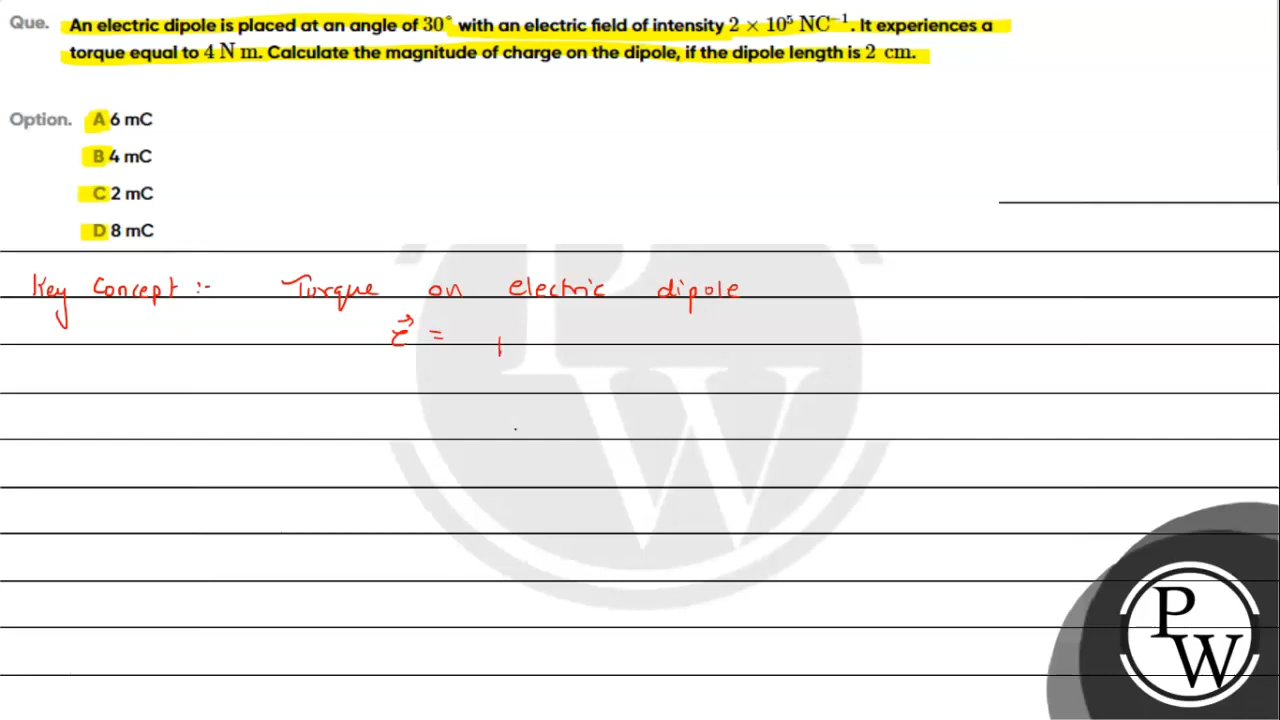 Que. An electric dipole is placed at an angle of 30° with an electric field of intensity 2 × 10⁵ NC⁻¹. It experiences a
torque equal to 4 N m. Calculate the magnitude of charge on the dipole, if the dipole length is 2 cm.
Option. A 6 mC
B 4 mC
C 2 mC
D 8 mC
Key Concept :- Torque on electric dipole
τ⃗ =
P
W
P
W